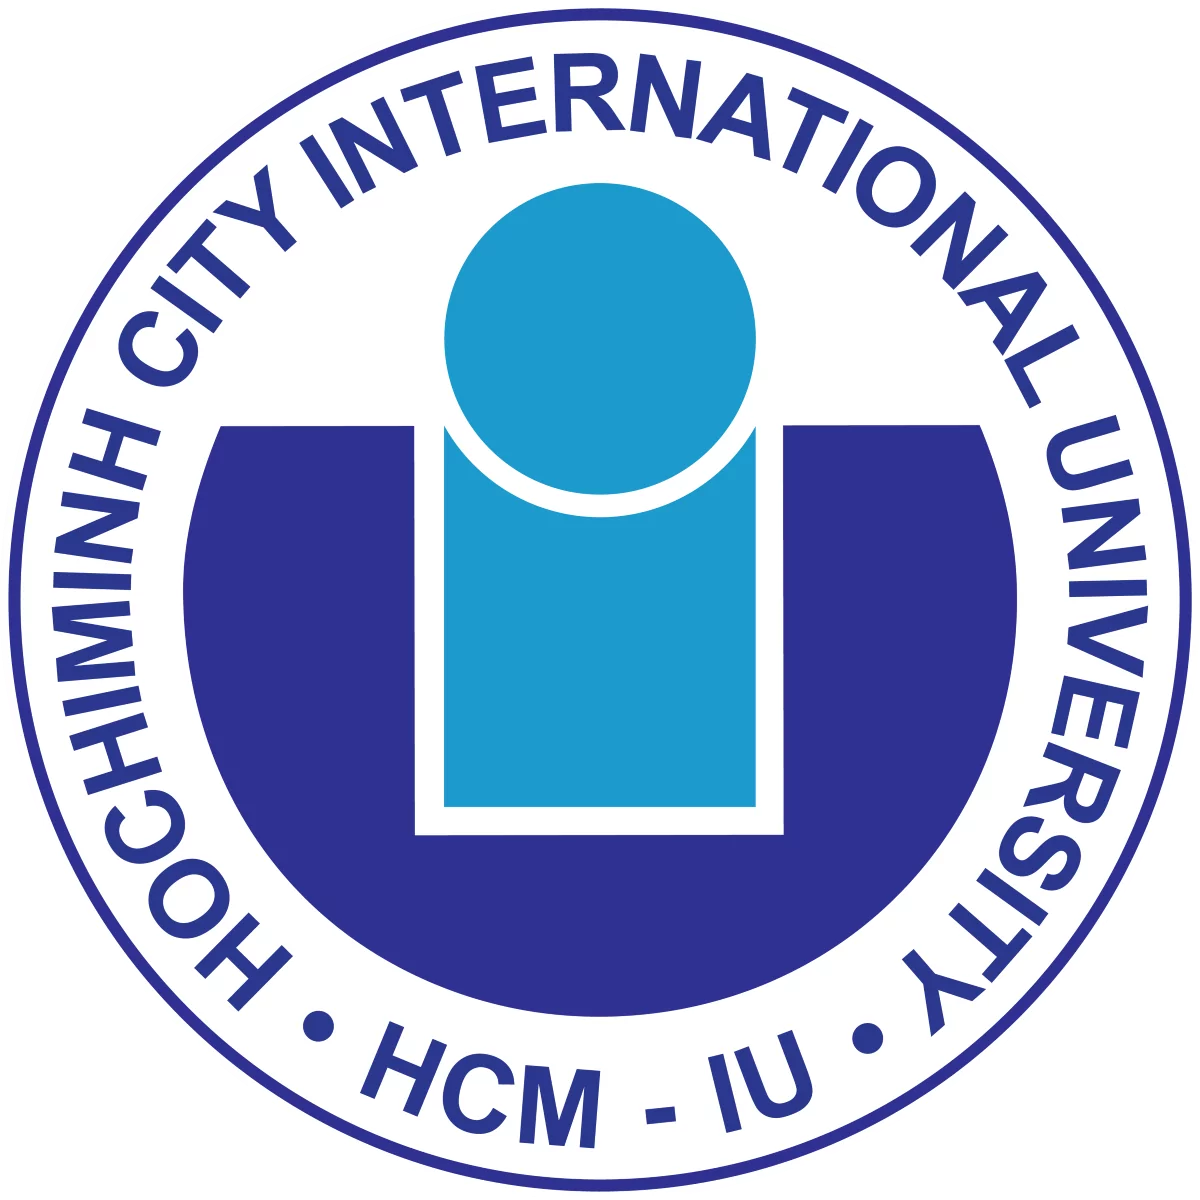 HOCHIMINH CITY INTERNATIONAL UNIVERSITY
• HCM - IU •